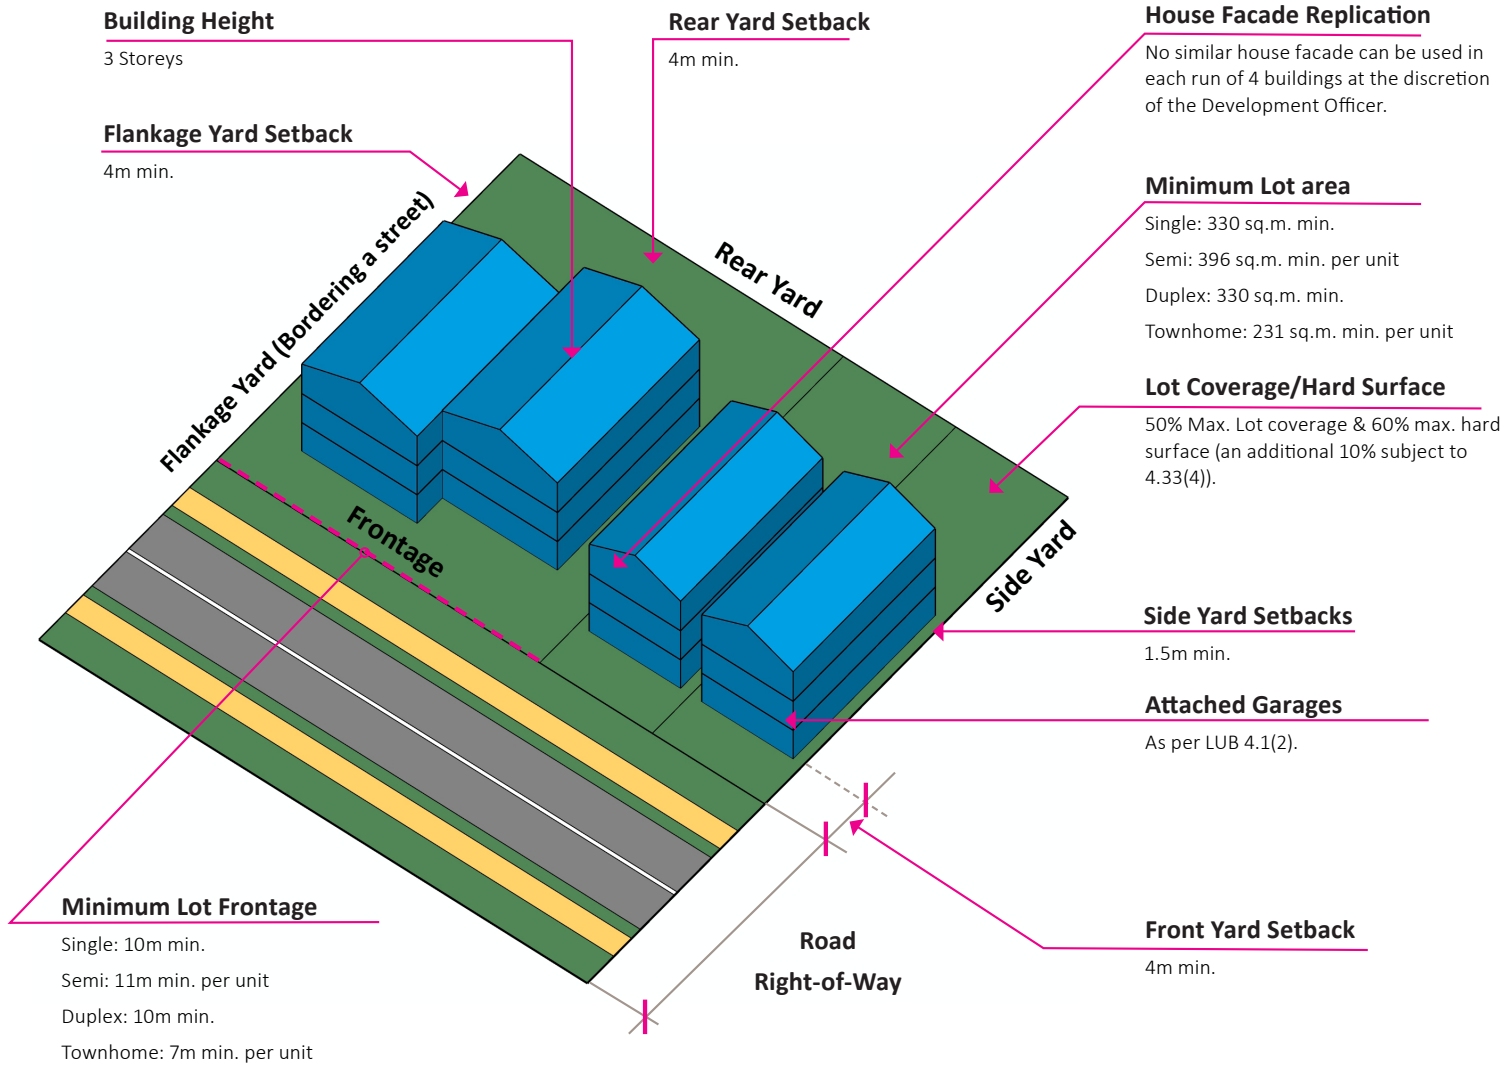 Building Height
3 Storeys
Rear Yard Setback
4m min.
House Facade Replication
No similar house facade can be used in
each run of 4 buildings at the discretion
of the Development Officer.
Flankage Yard Setback
4m min.
Minimum Lot area
Single: 330 sq.m. min.
Semi: 396 sq.m. min. per unit
Duplex: 330 sq.m. min.
Townhome: 231 sq.m. min. per unit
Flankage Yard (Bordering a street)
Rear Yard
Lot Coverage/Hard Surface
50% Max. Lot coverage & 60% max. hard
surface (an additional 10% subject to
4.33(4)).
Frontage
Side Yard
Side Yard Setbacks
1.5m min.
Attached Garages
As per LUB 4.1(2).
Minimum Lot Frontage
Single: 10m min.
Semi: 11m min. per unit
Duplex: 10m min.
Townhome: 7m min. per unit
Road
Right-of-Way
Front Yard Setback
4m min.